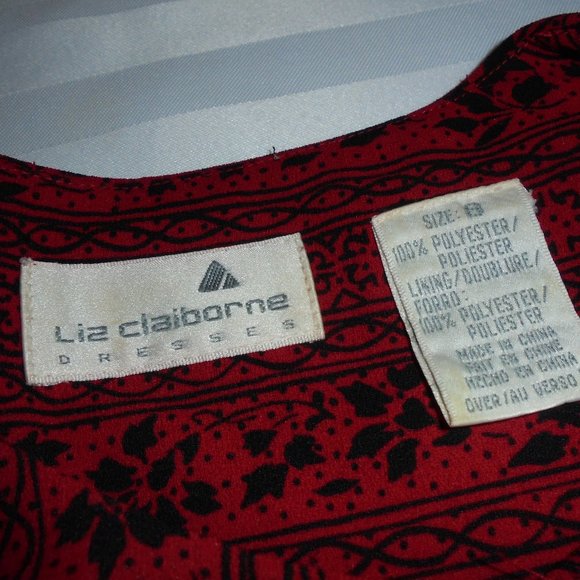 Liz claiborne
DRESSES
SIZE:
100% POLYESTER/
POLIESTER
LINING/DOUBLURE/
FORRO:
100% POLYESTER/
POLIESTER
MADE IN CHINA
FAIT EN CHINE
HECHO EN CHINA
OVER/AU VERSO